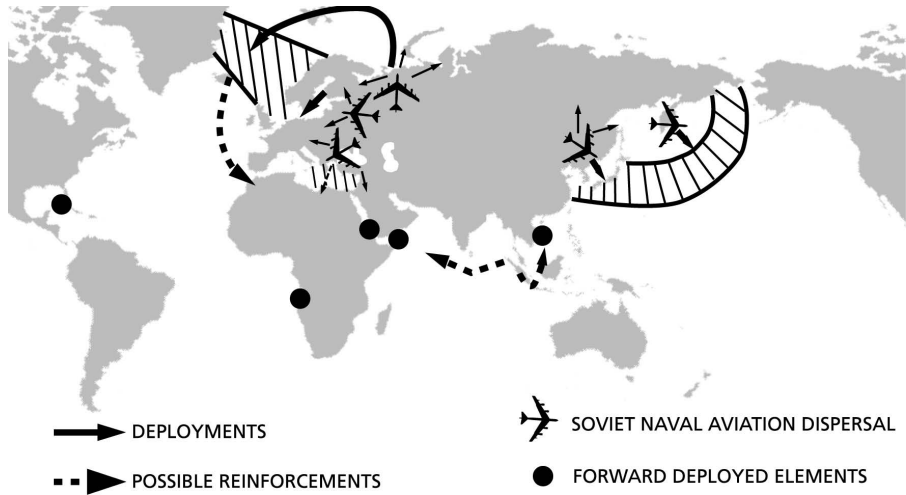 DEPLOYMENTS
SOVIET NAVAL AVIATION DISPERSAL
POSSIBLE REINFORCEMENTS
FORWARD DEPLOYED ELEMENTS